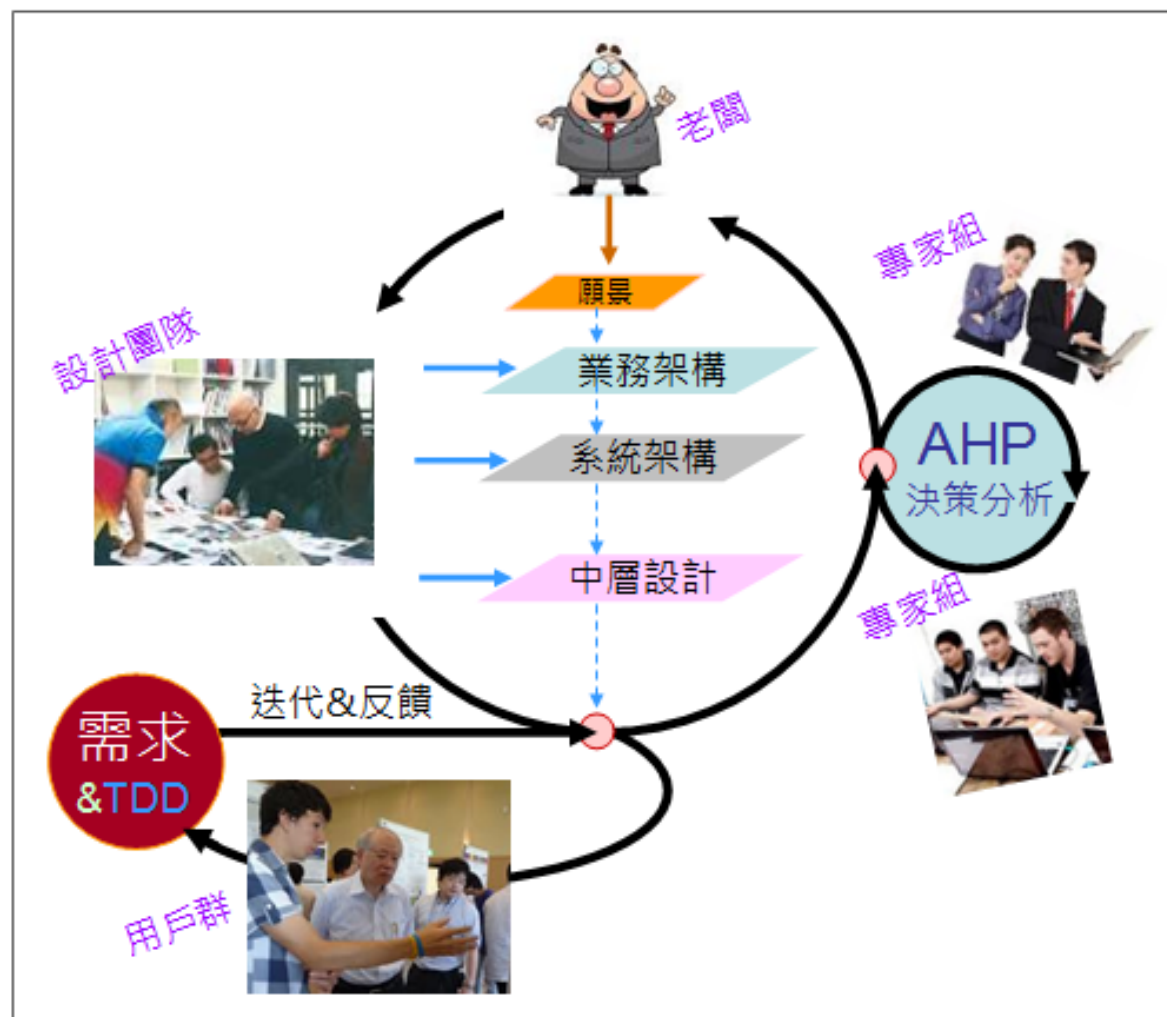 老闆
專家組
願景
設計團隊
業務架構
系統架構
AHP
決策分析
中層設計
專家組
迭代&反饋
需求
&TDD
用戶群